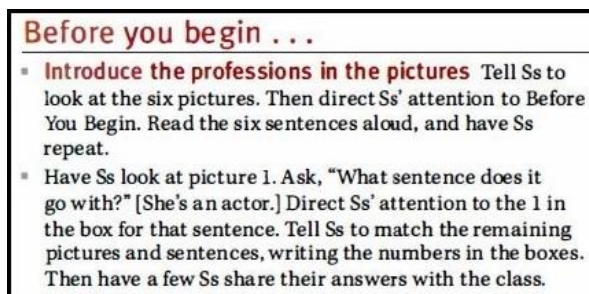 Before you begin . . .
▪ Introduce the professions in the pictures Tell Ss to
look at the six pictures. Then direct Ss' attention to Before
You Begin. Read the six sentences aloud, and have Ss
repeat.
▪ Have Ss look at picture 1. Ask, "What sentence does it
go with?" [She's an actor.] Direct Ss' attention to the 1 in
the box for that sentence. Tell Ss to match the remaining
pictures and sentences, writing the numbers in the boxes.
Then have a few Ss share their answers with the class.